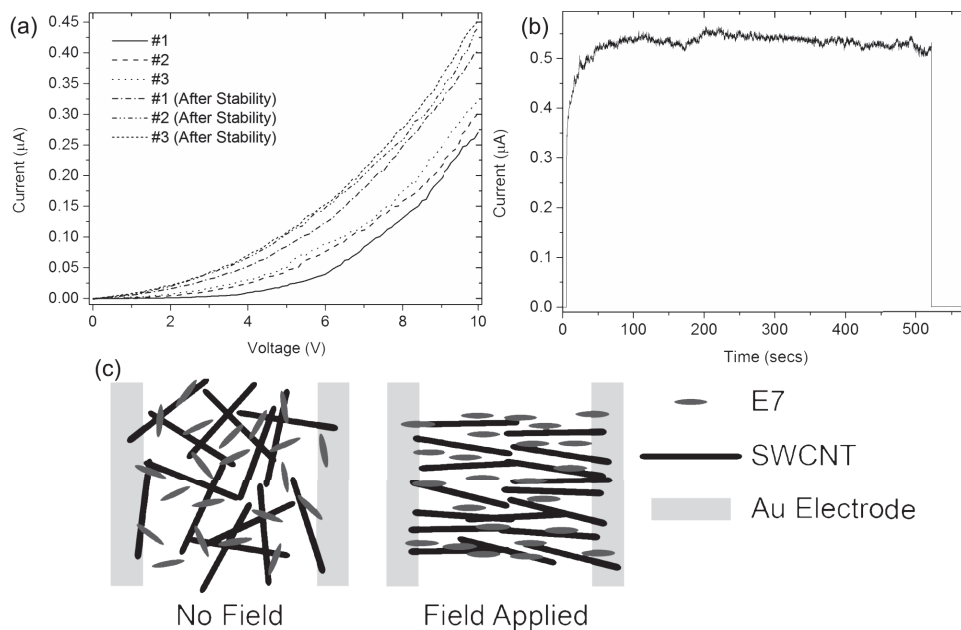 (a)
0.45
0.40
0.35
0.30
0.25
0.20
0.15
0.10
0.05
0.00
Current (μA)
#1
#2
#3
#1 (After Stability)
#2 (After Stability)
#3 (After Stability)
0 2 4 6 8 10
Voltage (V)
(b)
0.5
0.4
0.3
0.2
0.1
0.0
Current (μA)
0 100 200 300 400 500
Time (secs)
(c)
No Field
Field Applied
E7
SWCNT
Au Electrode